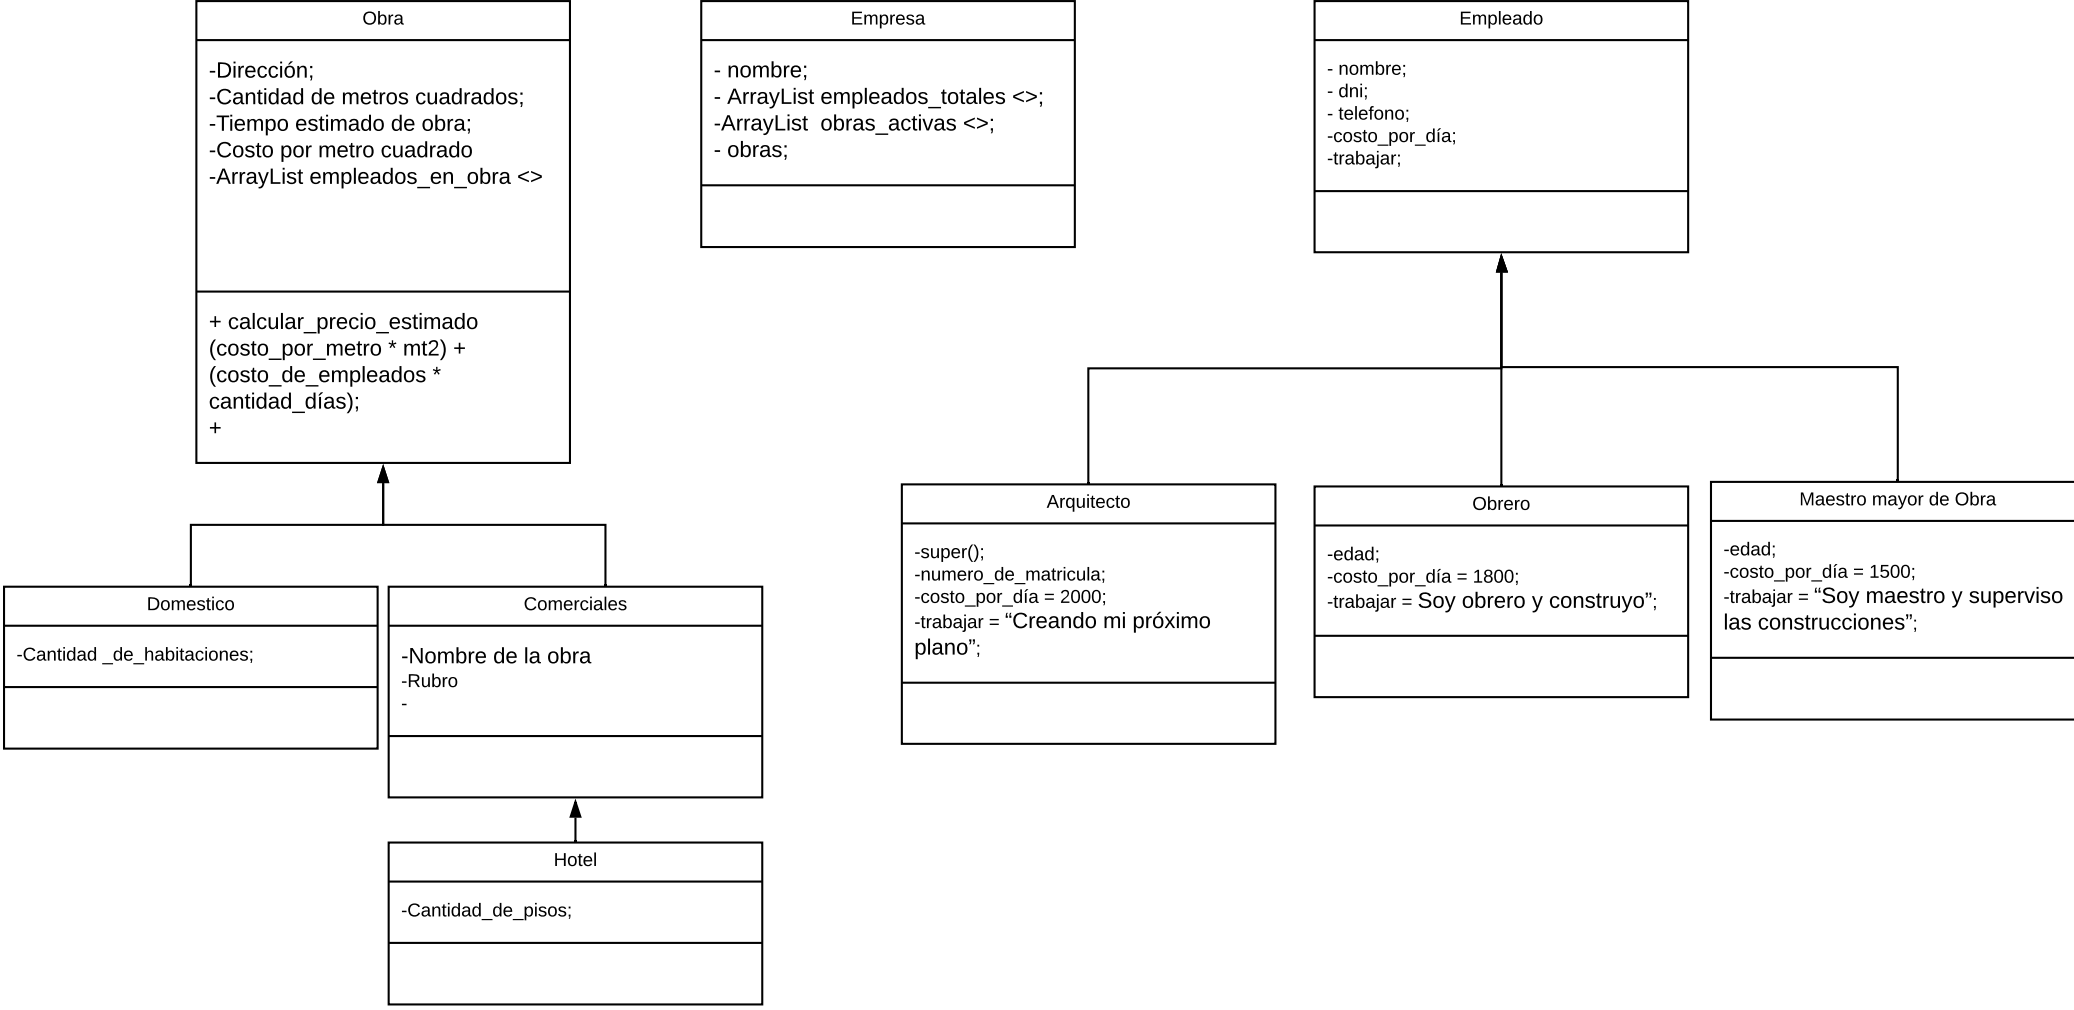 Obra
-Dirección;
-Cantidad de metros cuadrados;
-Tiempo estimado de obra;
-Costo por metro cuadrado
-ArrayList empleados_en_obra <>
+ calcular_precio_estimado
(costo_por_metro * mt2) +
(costo_de_empleados *
cantidad_días);
+
Empresa
- nombre;
- ArrayList empleados_totales <>;
-ArrayList  obras_activas <>;
- obras;
Empleado
- nombre;
- dni;
- telefono;
-costo_por_día;
-trabajar;
Domestico
-Cantidad _de_habitaciones;
Comerciales
-Nombre de la obra
-Rubro
-
Hotel
-Cantidad_de_pisos;
Arquitecto
-super();
-numero_de_matricula;
-costo_por_día = 2000;
-trabajar = “Creando mi próximo
plano”;
Obrero
-edad;
-costo_por_día = 1800;
-trabajar = Soy obrero y construyo”;
Maestro mayor de Obra
-edad;
-costo_por_día = 1500;
-trabajar = “Soy maestro y superviso
las construcciones”;